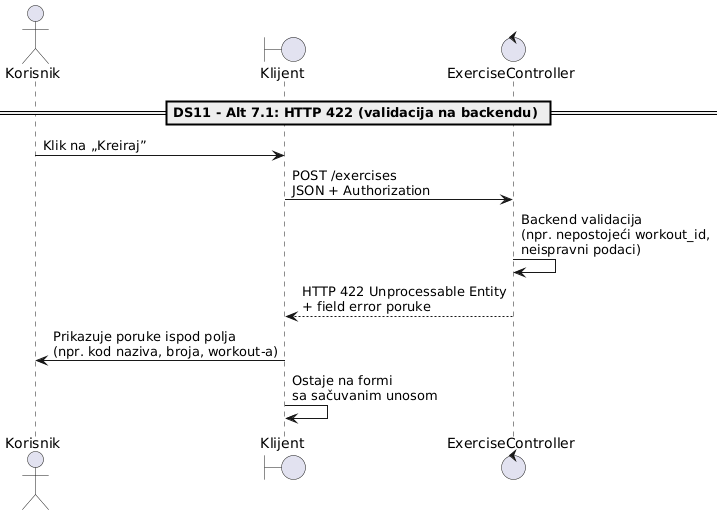 Korisnik
Klijent
ExerciseController
DS11 - Alt 7.1: HTTP 422 (validacija na backendu)
Klik na „Kreiraj”
POST /exercises
JSON + Authorization
Backend validacija
(npr. nepostojeći workout_id,
neispravni podaci)
HTTP 422 Unprocessable Entity
+ field error poruke
Prikazuje poruke ispod polja
(npr. kod naziva, broja, workout-a)
Ostaje na formi
sa sačuvanim unosom
Korisnik
Klijent
ExerciseController